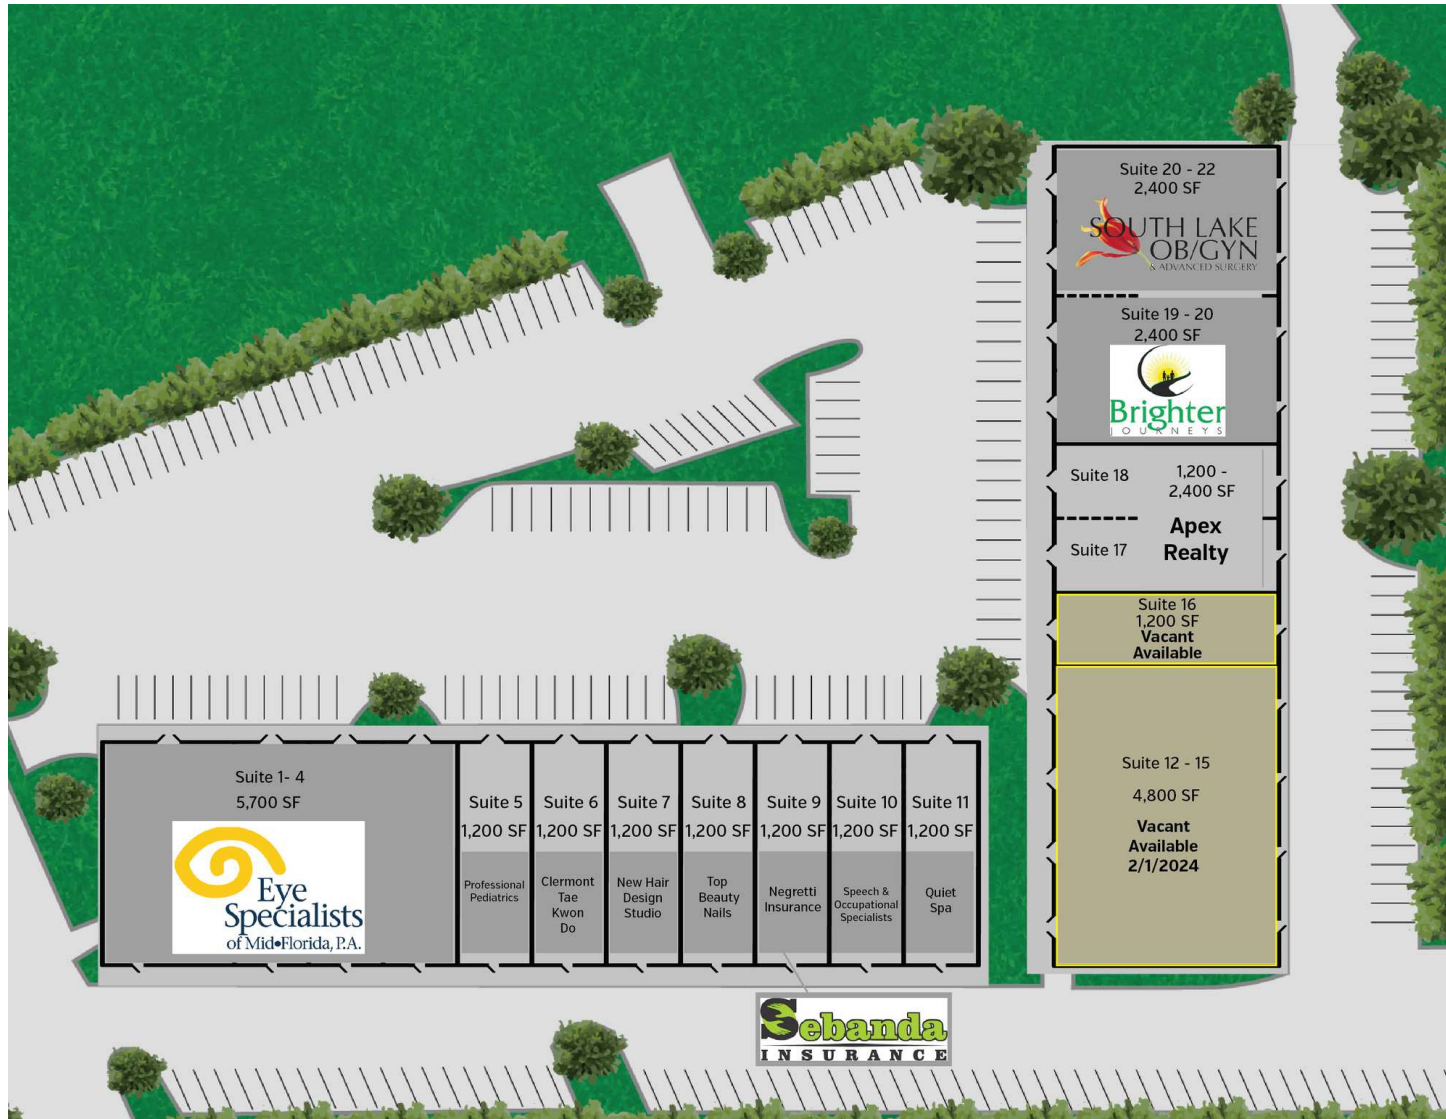 Suite 20 - 22
2,400 SF
SOUTH LAKE
OB/GYN
& ADVANCED SURGERY
Suite 19 - 20
2,400 SF
Brighter
JOURNEYS
Suite 18
1,200 -
2,400 SF
Apex
Realty
Suite 17
Suite 16
1,200 SF
Vacant
Available
Suite 12 - 15
4,800 SF
Vacant
Available
2/1/2024
Suite 1- 4
5,700 SF
Eye
Specialists
of Mid•Florida, P.A.
Suite 5
1,200 SF
Professional
Pediatrics
Suite 6
1,200 SF
Clermont
Tae
Kwon
Do
Suite 7
1,200 SF
New Hair
Design
Studio
Suite 8
1,200 SF
Top
Beauty
Nails
Suite 9
1,200 SF
Negretti
Insurance
Suite 10
1,200 SF
Speech &
Occupational
Specialists
Suite 11
1,200 SF
Quiet
Spa
Sebanda
INSURANCE